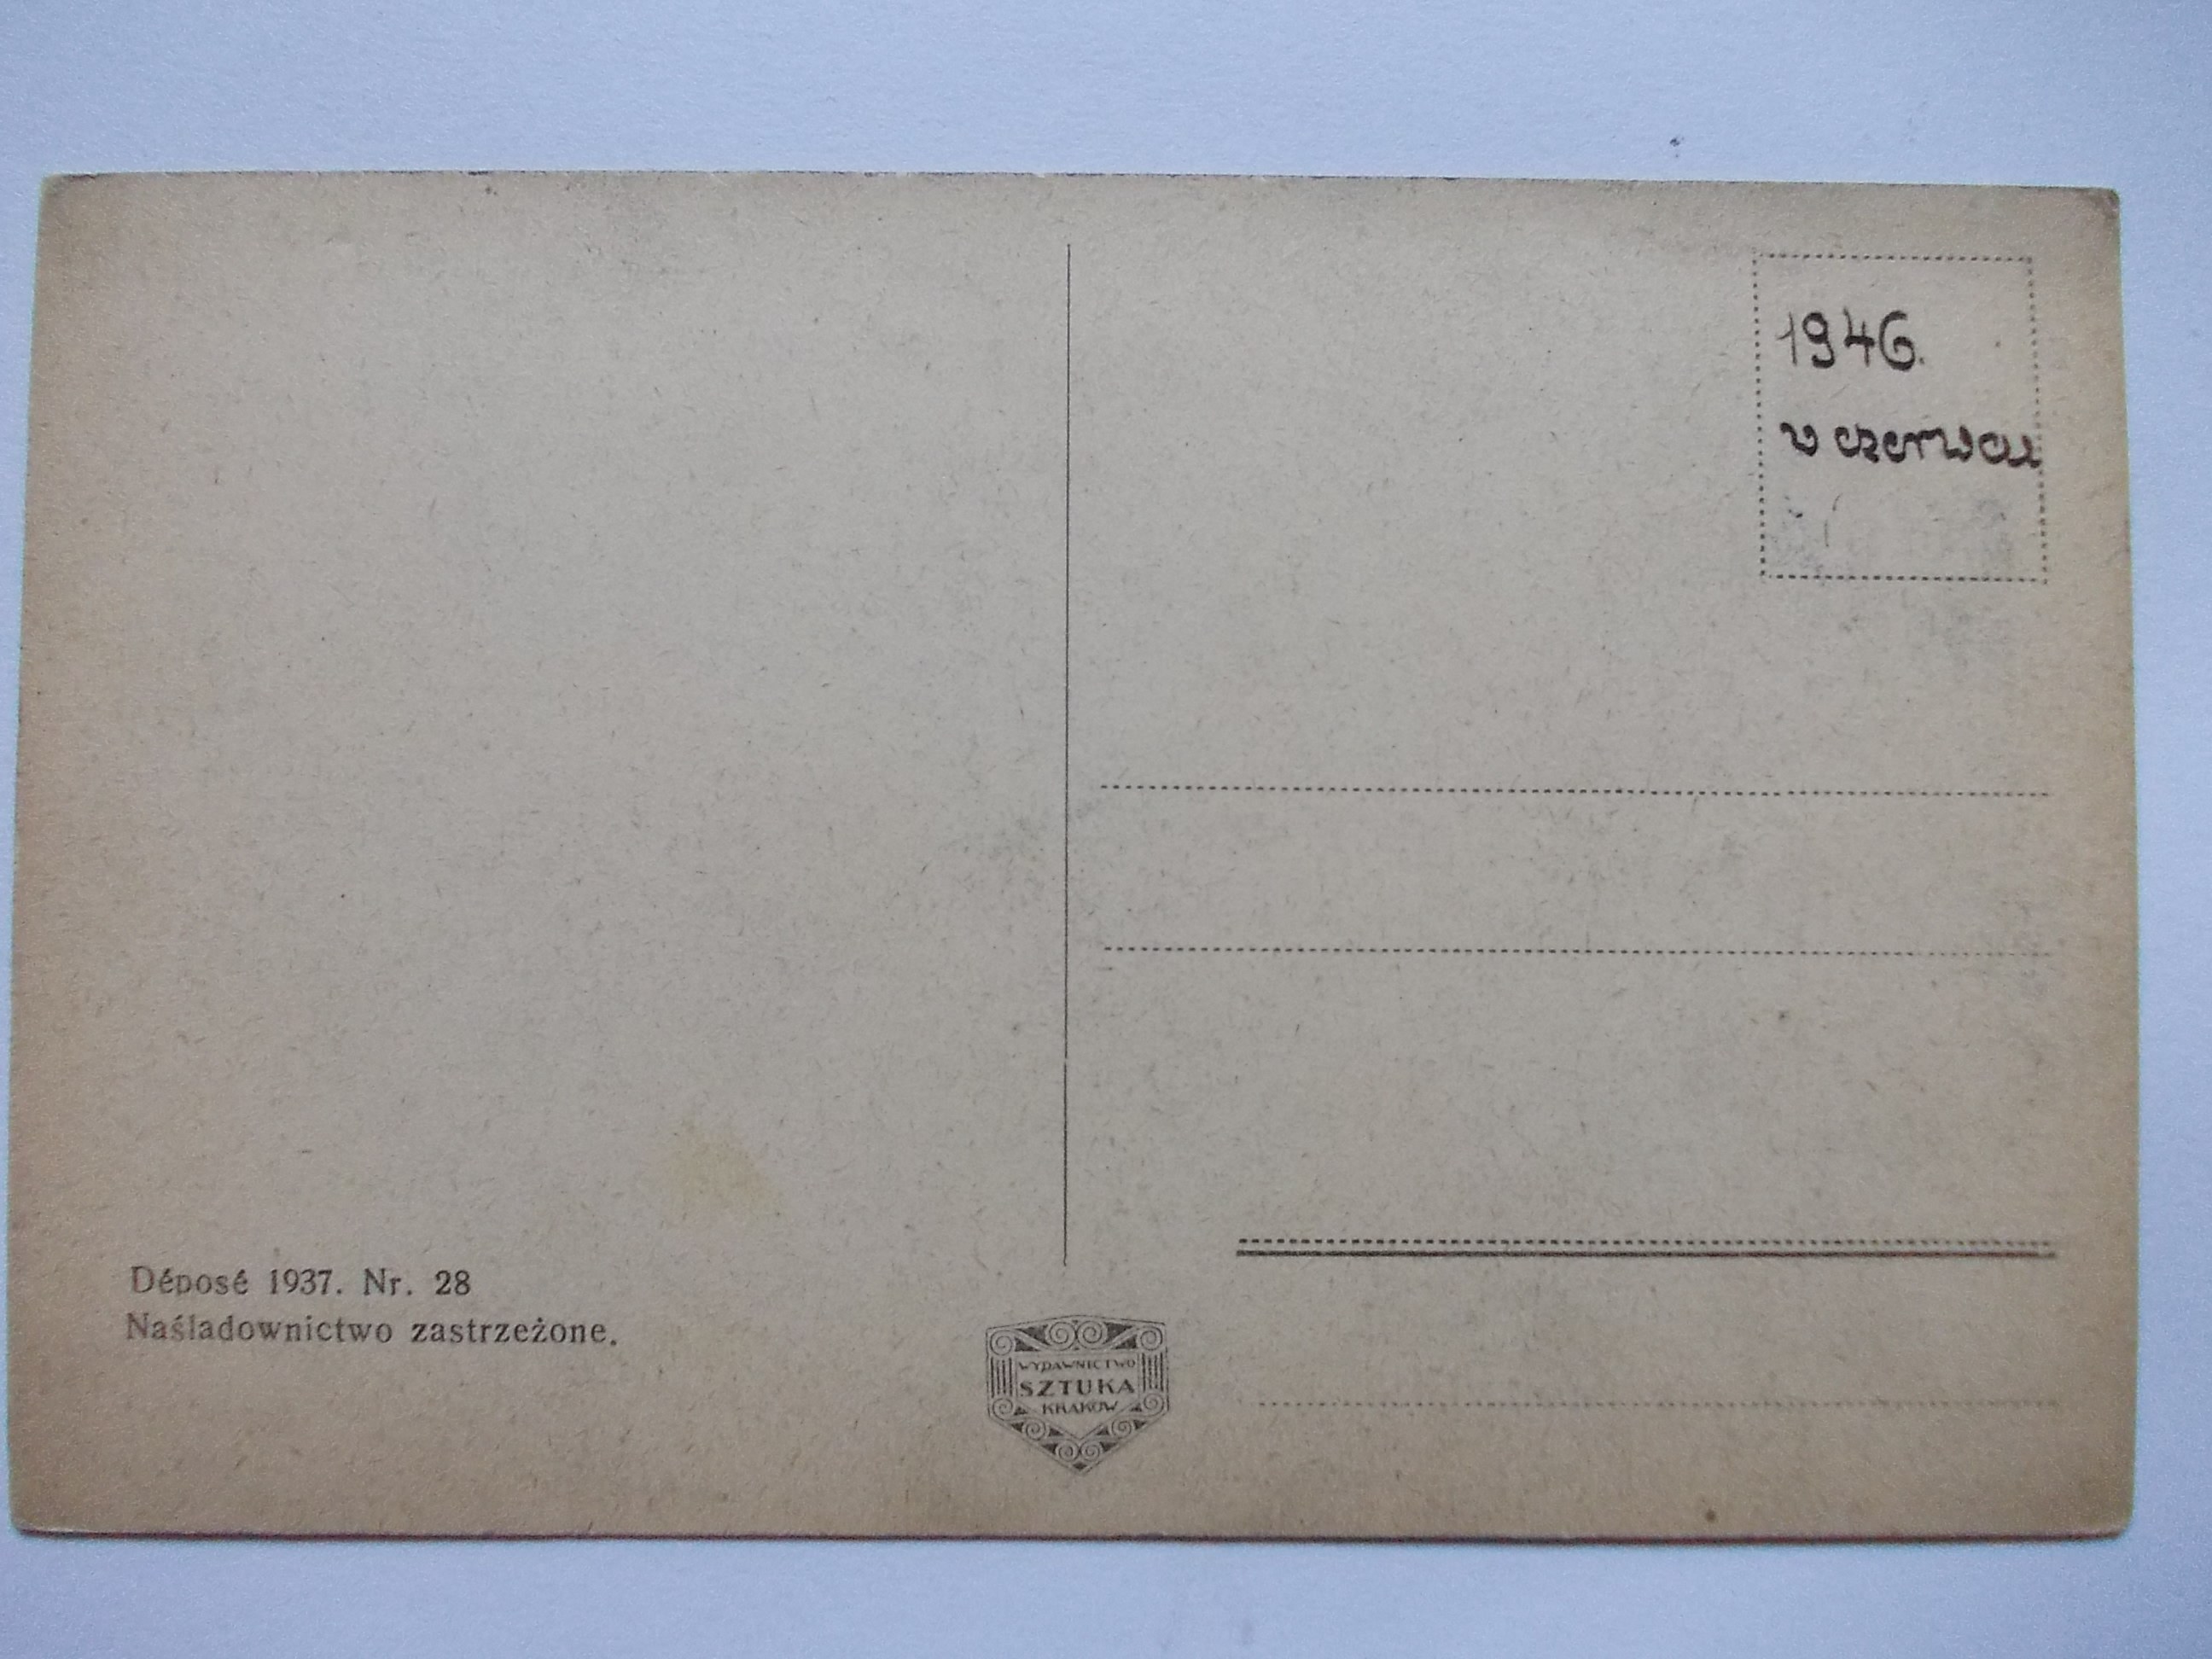 1946.
w czerwcu
Déposé 1937. Nr. 28
Naśladownictwo zastrzeżone.
WYDAWNICTWO
SZTUKA
KRAKÓW